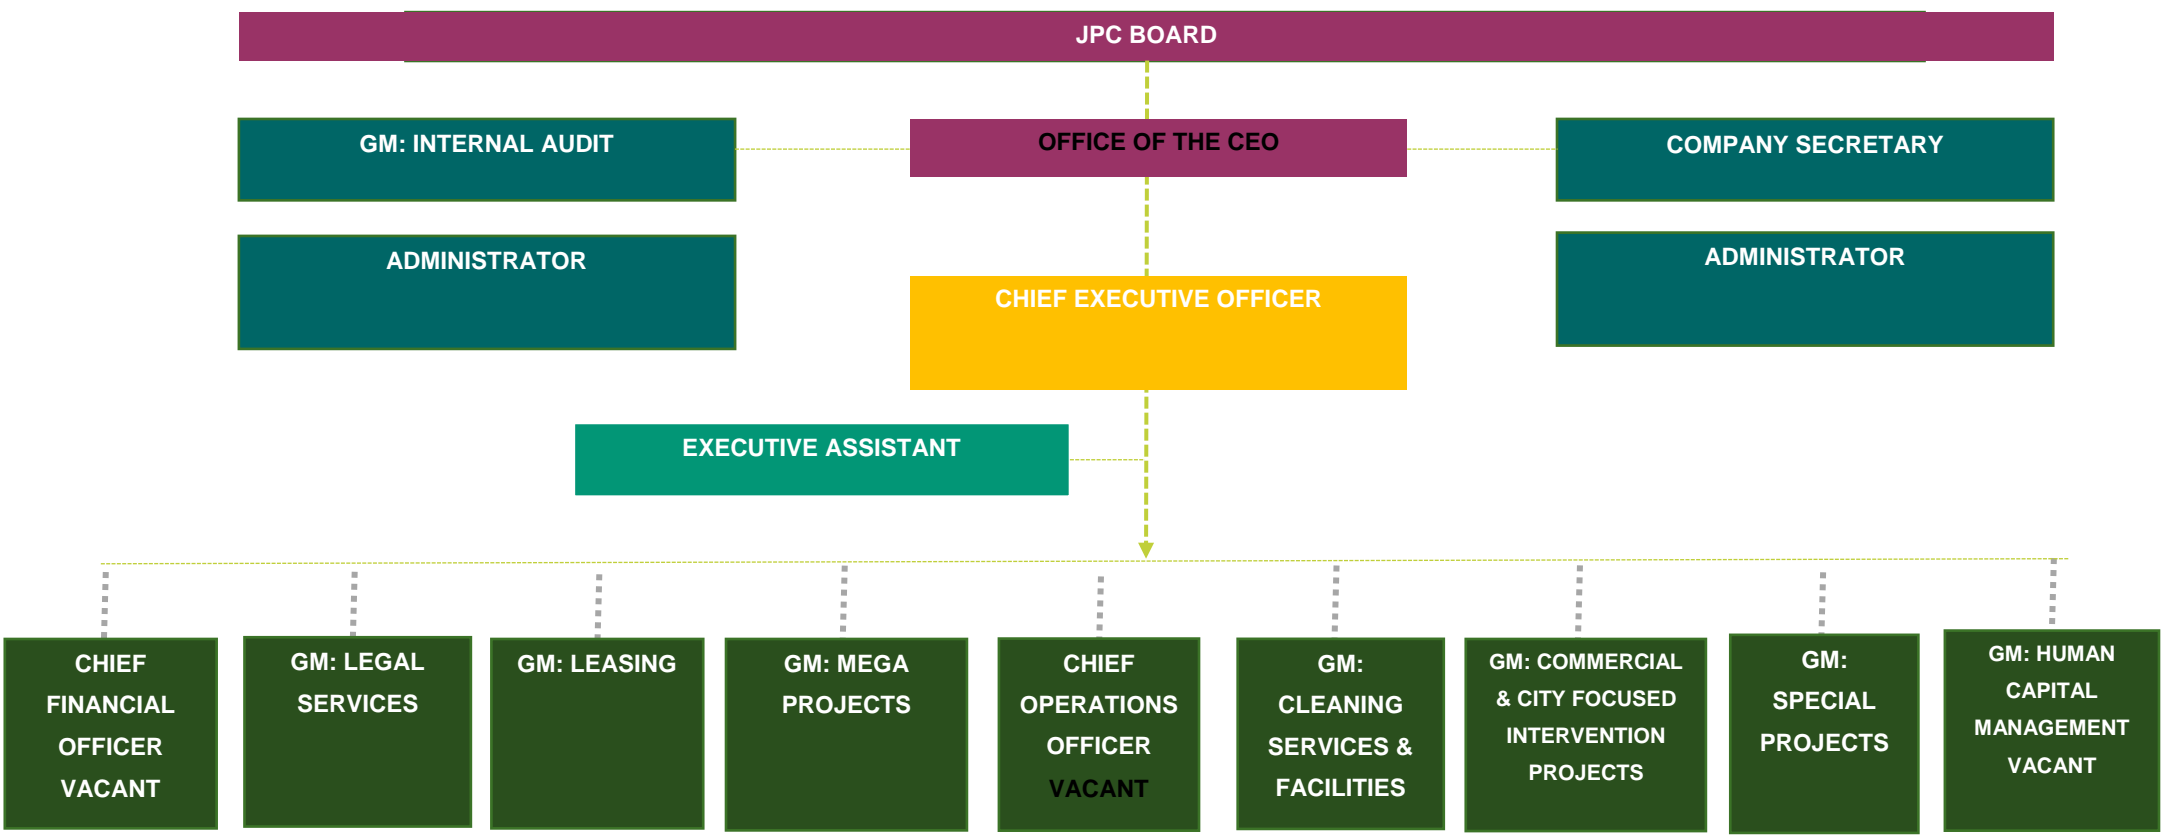 JPC BOARD
GM: INTERNAL AUDIT
OFFICE OF THE CEO
COMPANY SECRETARY
ADMINISTRATOR
ADMINISTRATOR
CHIEF EXECUTIVE OFFICER
EXECUTIVE ASSISTANT
CHIEF
FINANCIAL
OFFICER
VACANT
GM: LEGAL
SERVICES
GM: LEASING
GM: MEGA
PROJECTS
CHIEF
OPERATIONS
OFFICER
VACANT
GM:
CLEANING
SERVICES &
FACILITIES
GM: COMMERCIAL
& CITY FOCUSED
INTERVENTION
PROJECTS
GM:
SPECIAL
PROJECTS
GM: HUMAN
CAPITAL
MANAGEMENT
VACANT